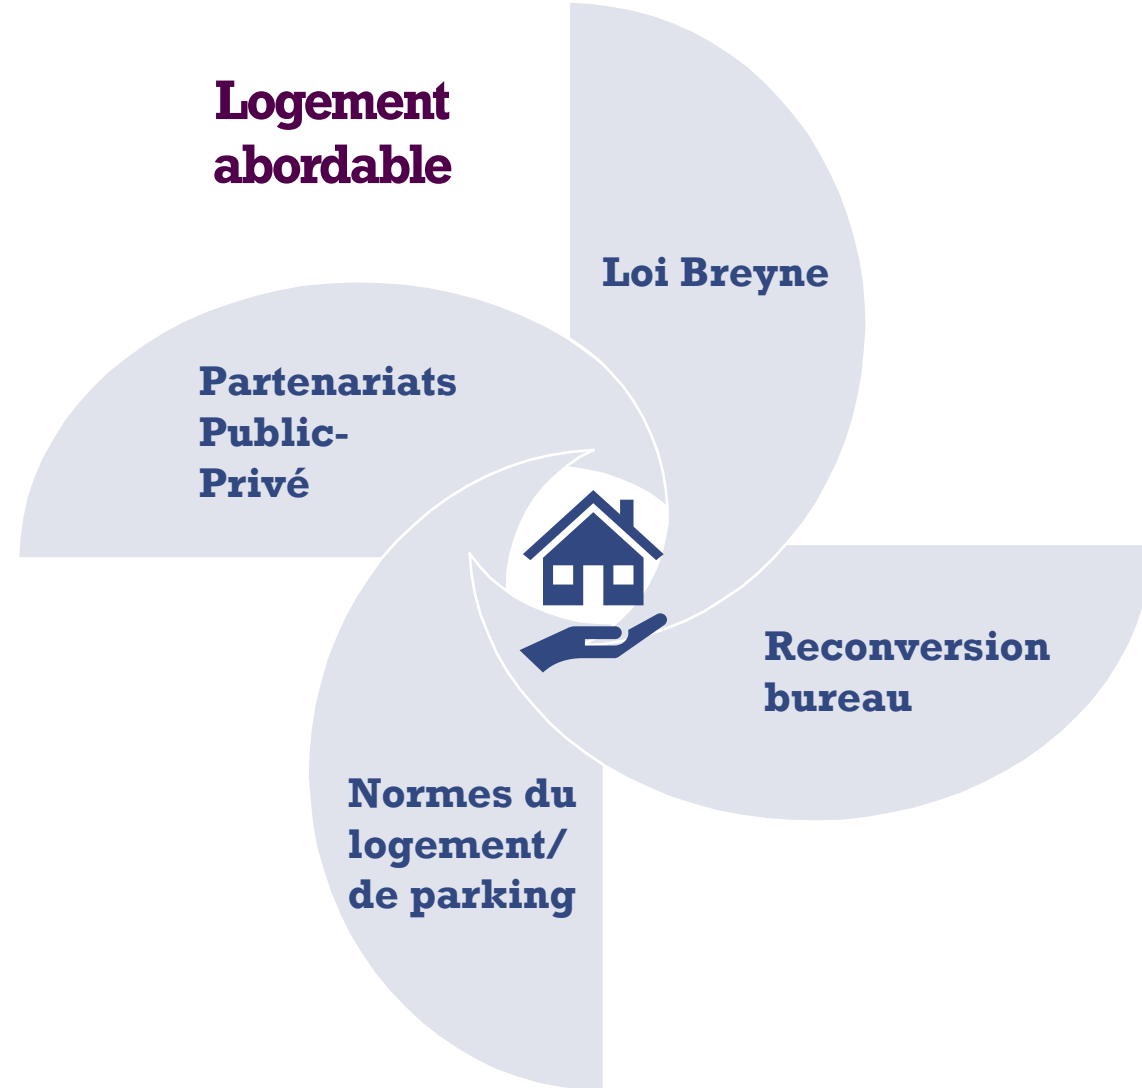 Logement
abordable
Loi Breyne
Partenariats
Public-
Privé
Reconversion
bureau
Normes du
logement/
de parking